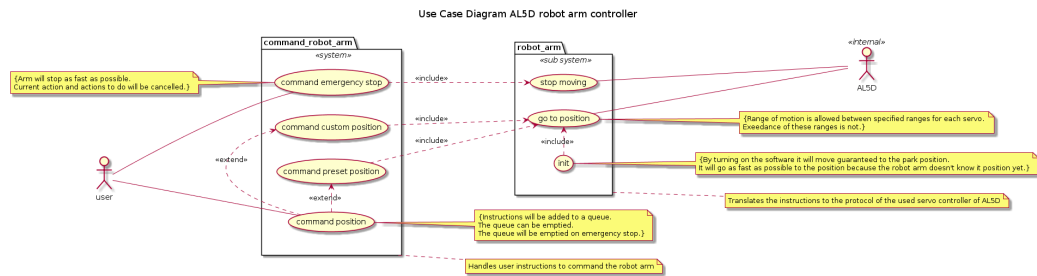 Use Case Diagram AL5D robot arm controller
command_robot_arm
«system»
robot_arm
«sub system»
«internal»
AL5D
{Arm will stop as fast as possible.
Current action and actions to do will be cancelled.}
command emergency stop
«include»
stop moving
command custom position
«include»
go to position
{Range of motion is allowed between specified ranges for each servo.
Exeedance of these ranges is not.}
«include»
«include»
«extend»
command preset position
init
{By turning on the software it will move guaranteed to the park position.
It will go as fast as possible to the position because the robot arm doesn't know it position yet.}
user
«extend»
Translates the instructions to the protocol of the used servo controller of AL5D
command position
{Instructions will be added to a queue.
The queue can be emptied.
The queue will be emptied on emergency stop.}
Handles user instructions to command the robot arm